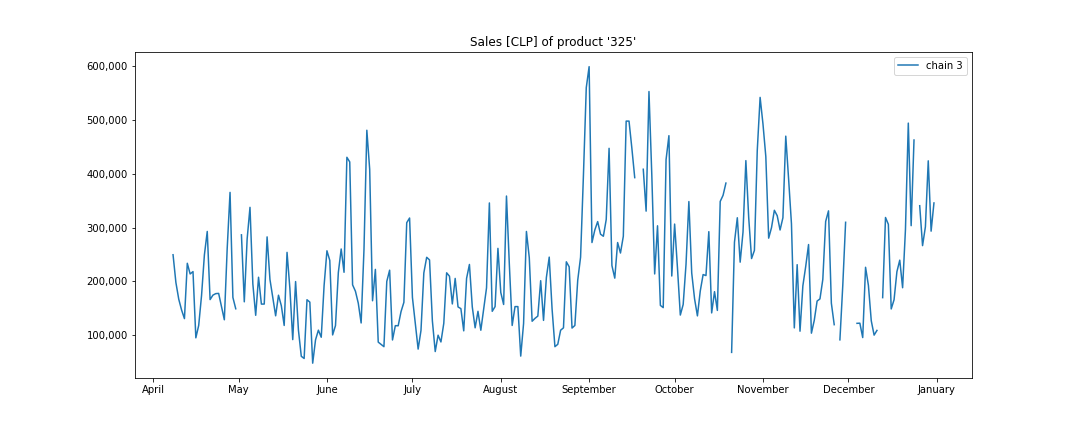 Sales [CLP] of product '325'
chain 3
600,000
500,000
400,000
300,000
200,000
100,000
April May June July August September October November December January